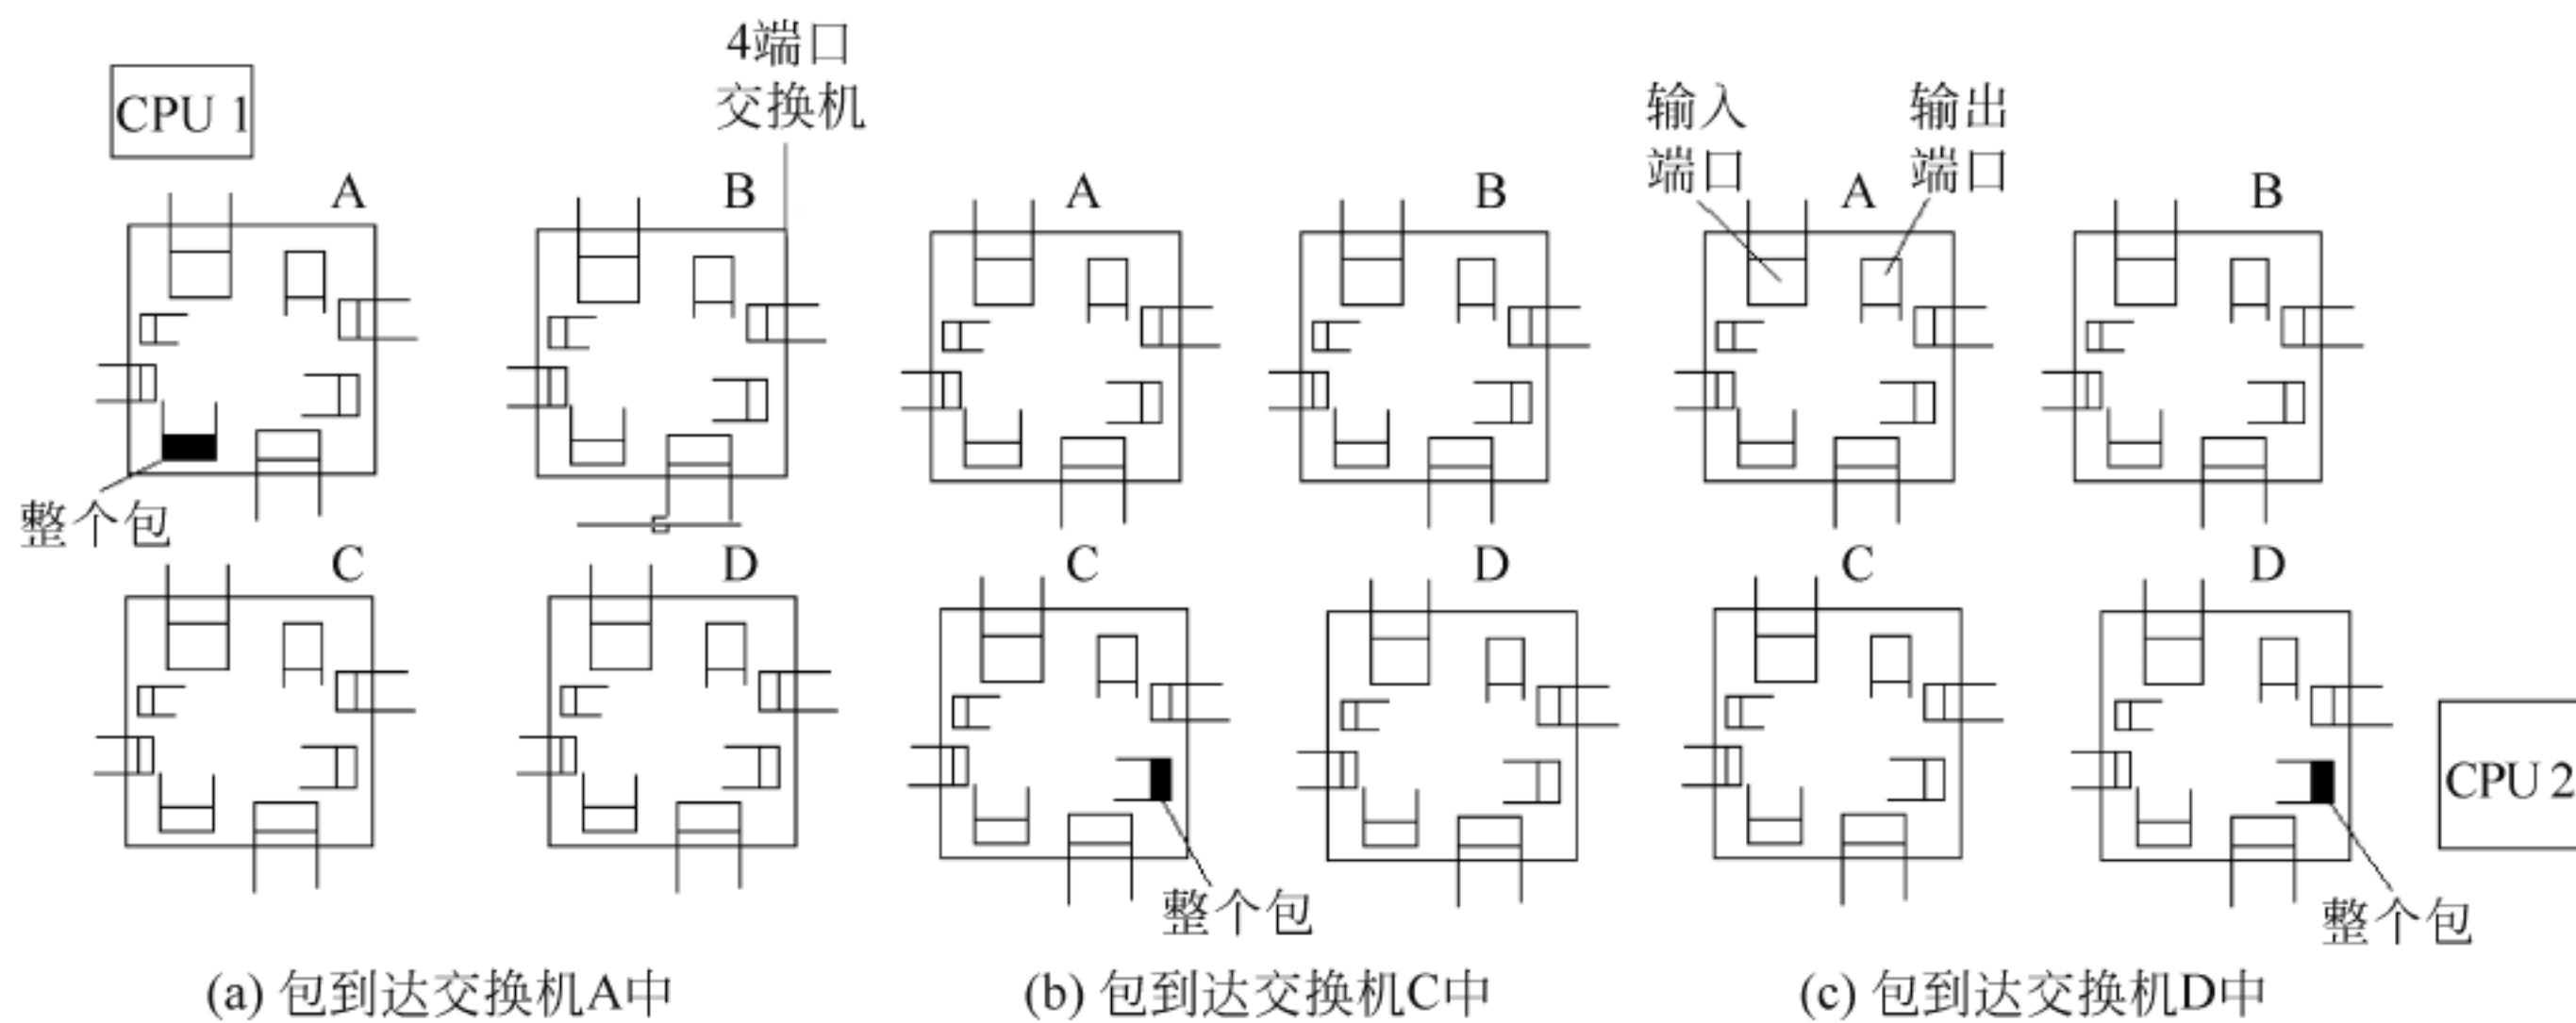 CPU 1
4端口
交换机
A
B
整个包
C
D
(a) 包到达交换机A中
A
B
C
D
整个包
(b) 包到达交换机C中
输入
端口
输出
端口
A
B
C
D
CPU 2
整个包
(c) 包到达交换机D中